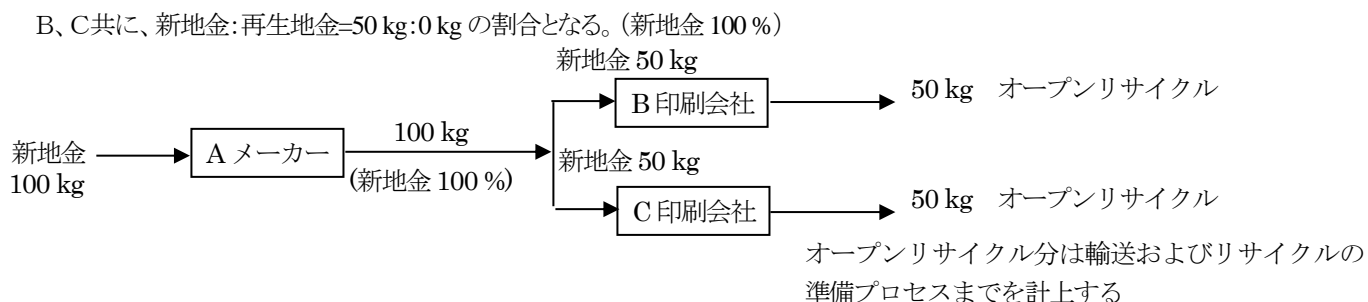 B、C共に、新地金:再生地金=50 kg:0 kg の割合となる。(新地金 100 %)
新地金 50 kg
B 印刷会社
50 kg オープンリサイクル
新地金
100 kg
A メーカー
100 kg
(新地金 100 %)
新地金 50 kg
C 印刷会社
50 kg オープンリサイクル
オープンリサイクル分は輸送およびリサイクルの
準備プロセスまでを計上する